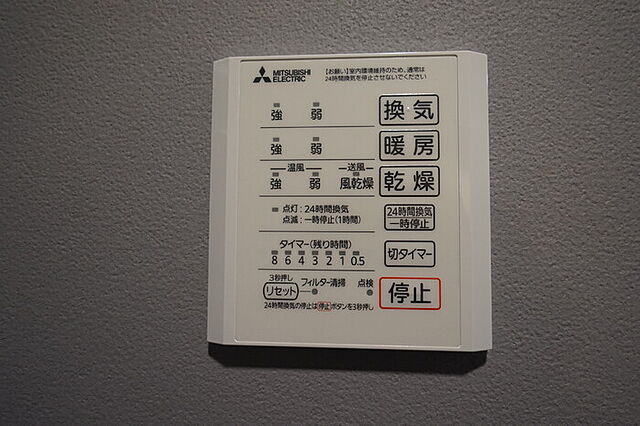 MITSUBISHI
ELECTRIC
【お願い】室内環境維持のため、通常は
24時間換気を停止させないでください
強 弱 換気
強 弱 暖房
温風 送風
強 弱 風乾燥 乾燥
点灯:24時間換気
点滅:一時停止(1時間)
24時間換気
一時停止
タイマー(残り時間)
8 6 4 3 2 1 0.5
切タイマー
3秒押し
リセット フィルター清掃 点検
停止
24時間換気の停止は停止ボタンを3秒押し